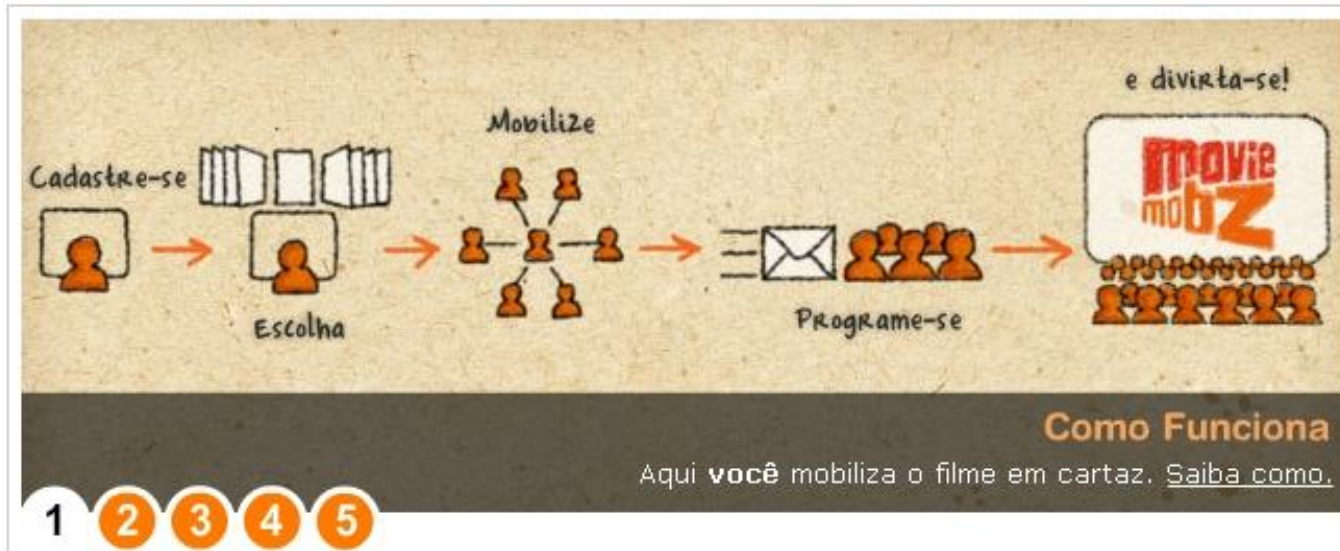 Cadastre-se
Escolha
Mobilize
Programe-se
e divirta-se!
movie
mobz
Como Funciona
Aqui você mobiliza o filme em cartaz. Saiba como.
1 2 3 4 5